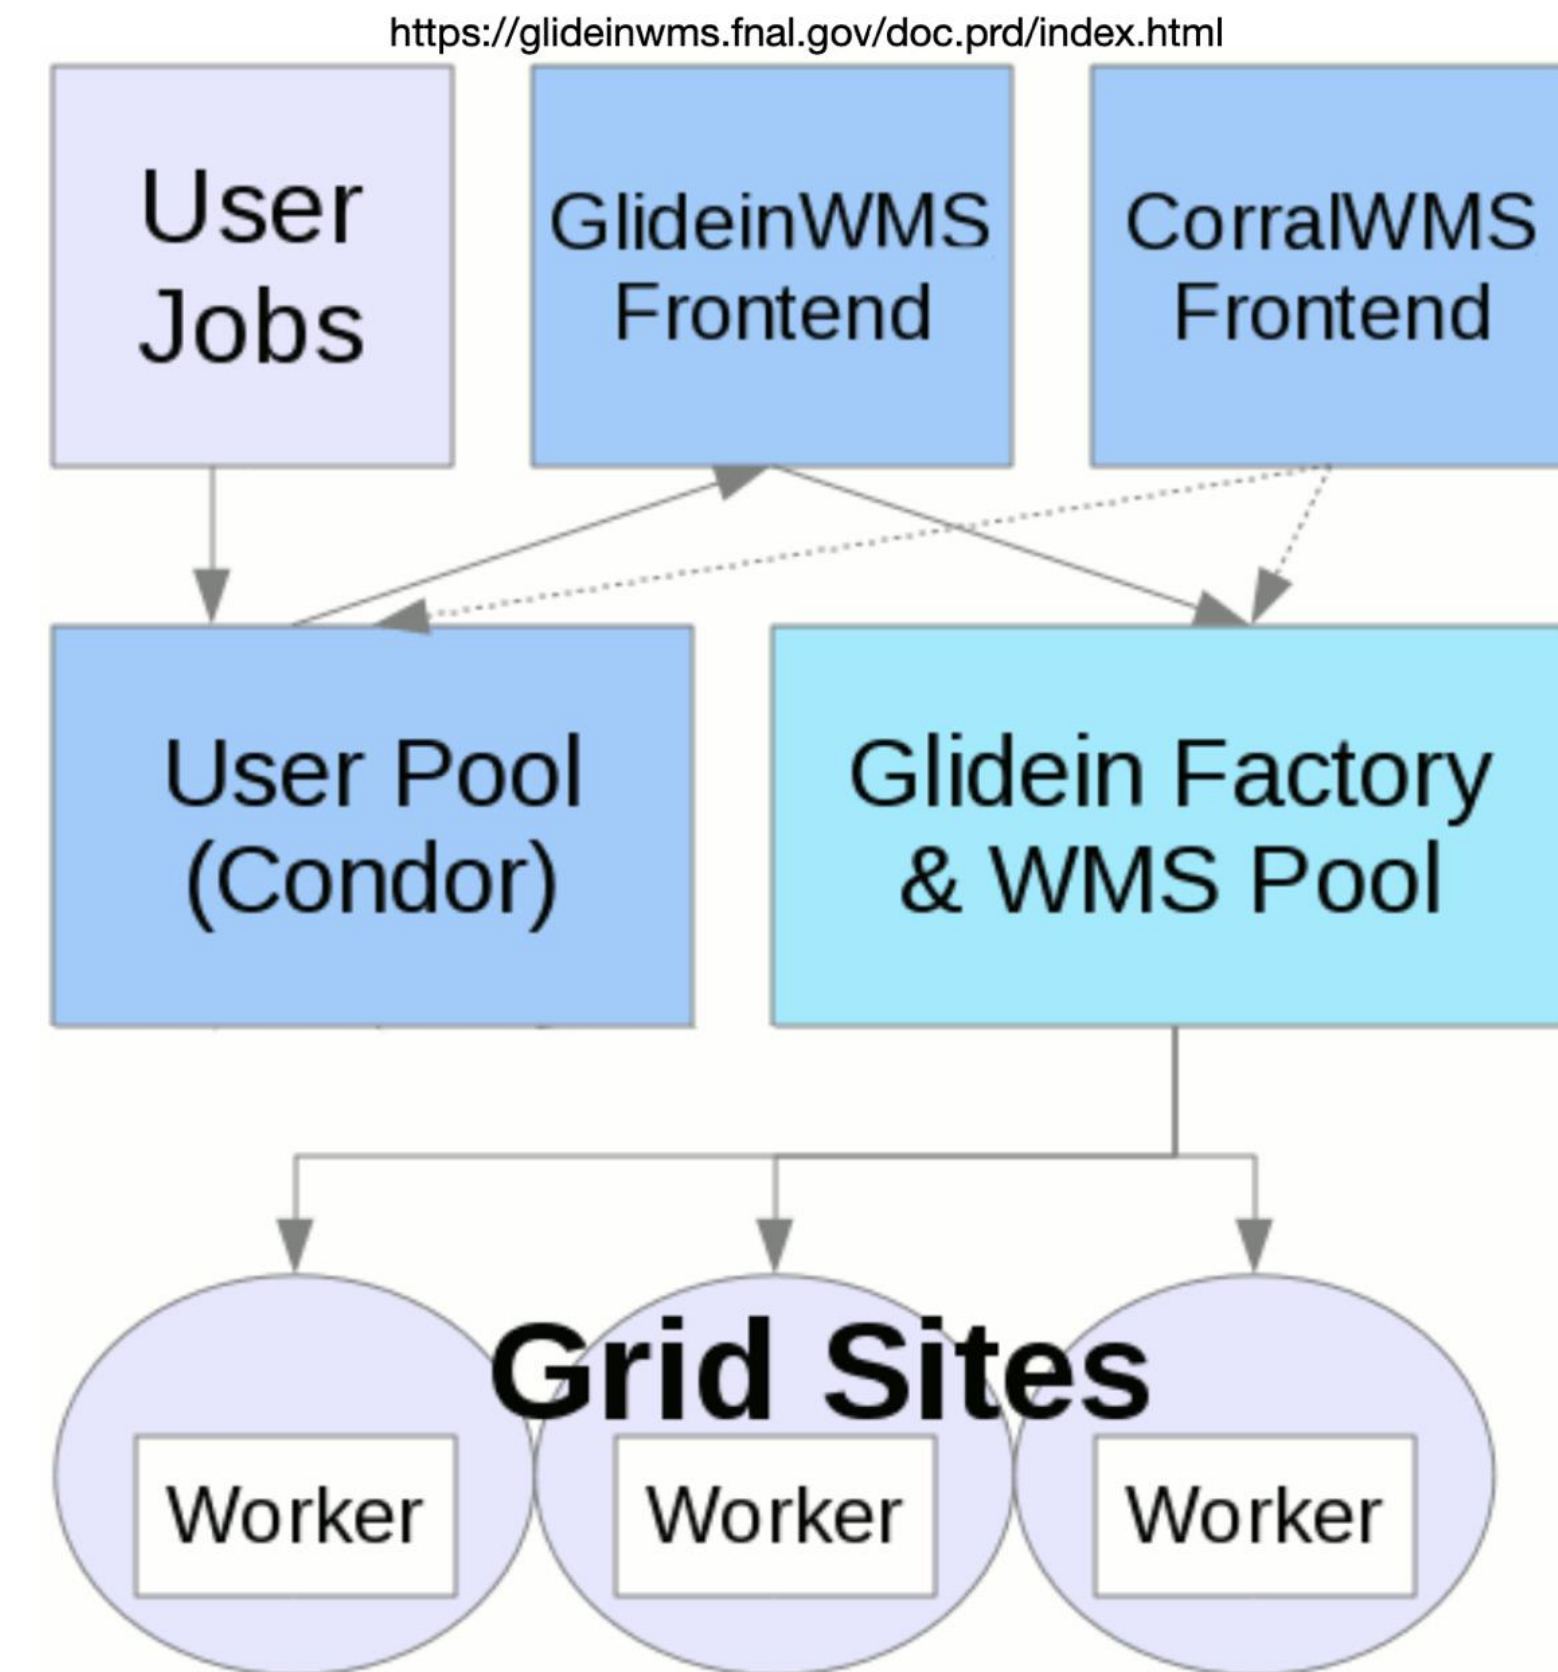 https://glideinwms.fnal.gov/doc.prd/index.html
User
Jobs
GlideinWMS
Frontend
CorralWMS
Frontend
User Pool
(Condor)
Glidein Factory
& WMS Pool
Grid Sites
Worker
Worker
Worker